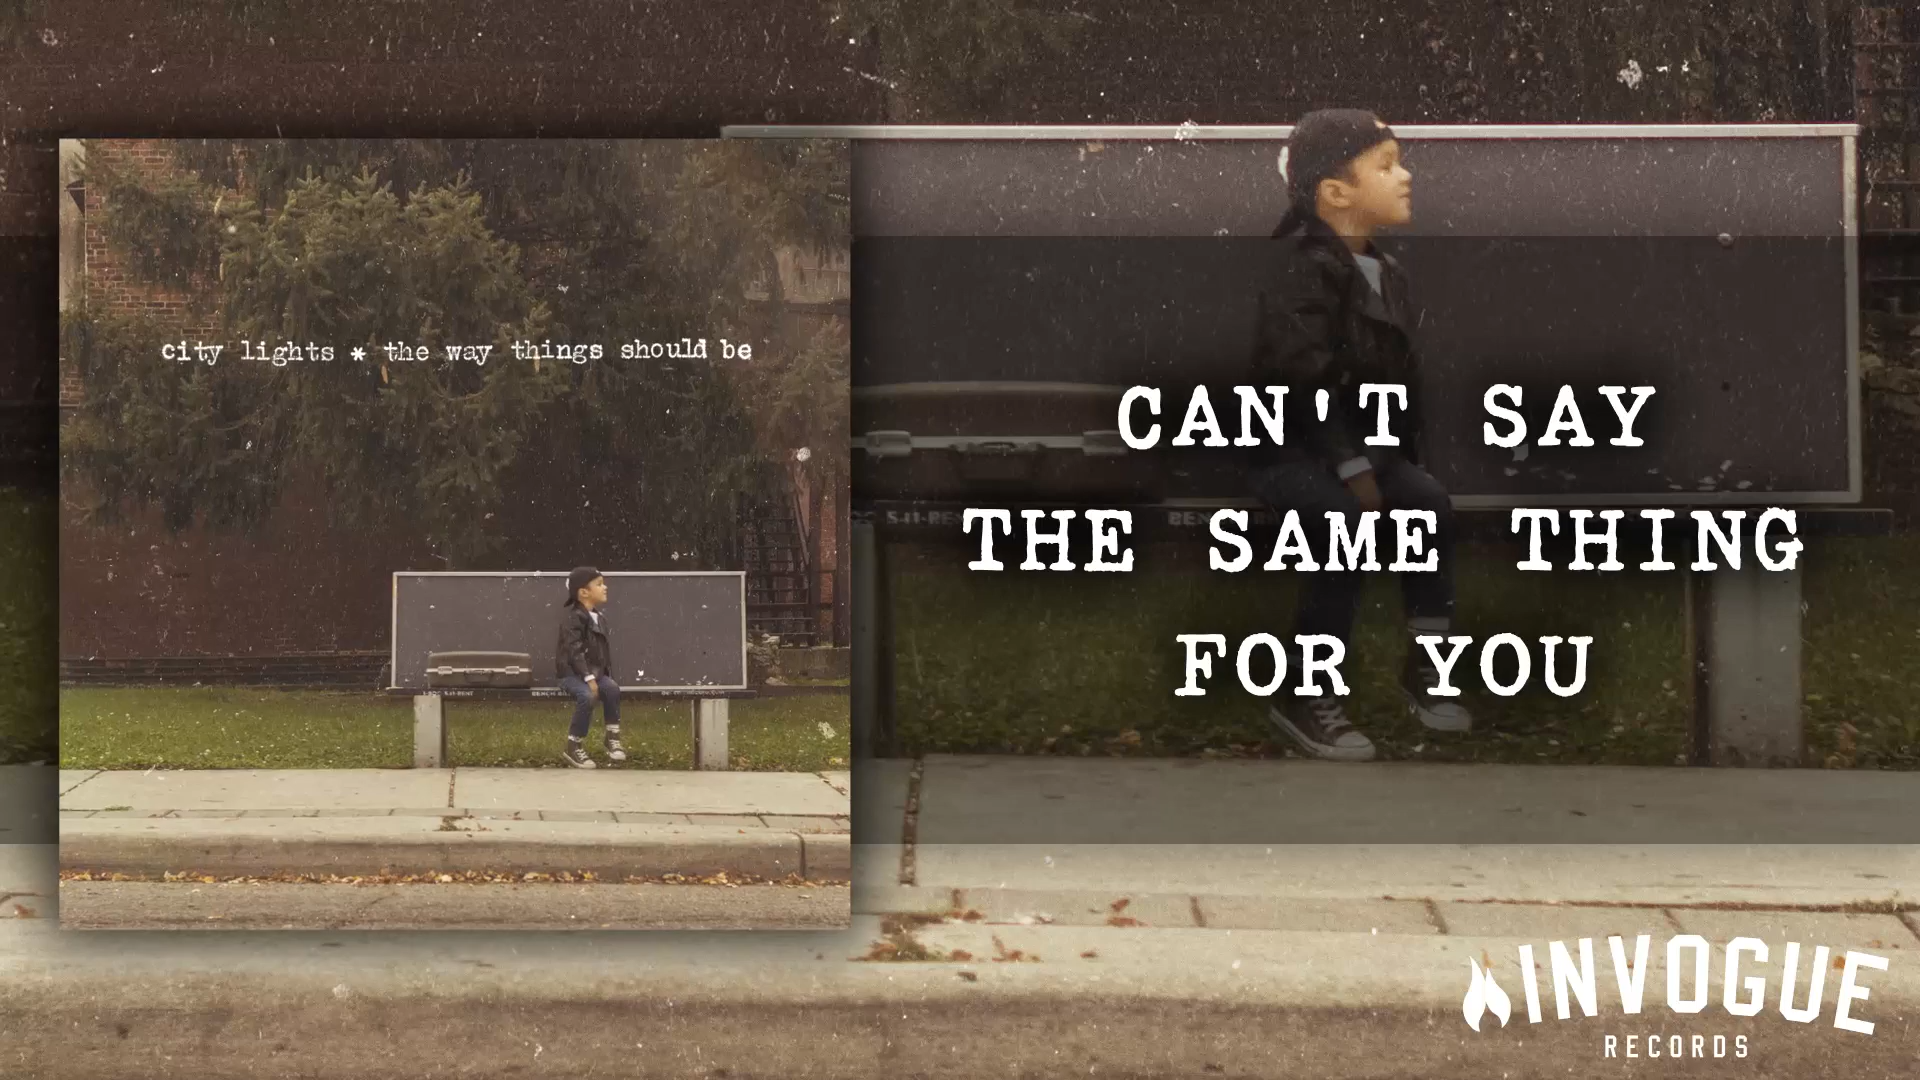 city lights * the way things should be
CAN'T SAY
THE SAME THING
FOR YOU
INVOGUE
RECORDS